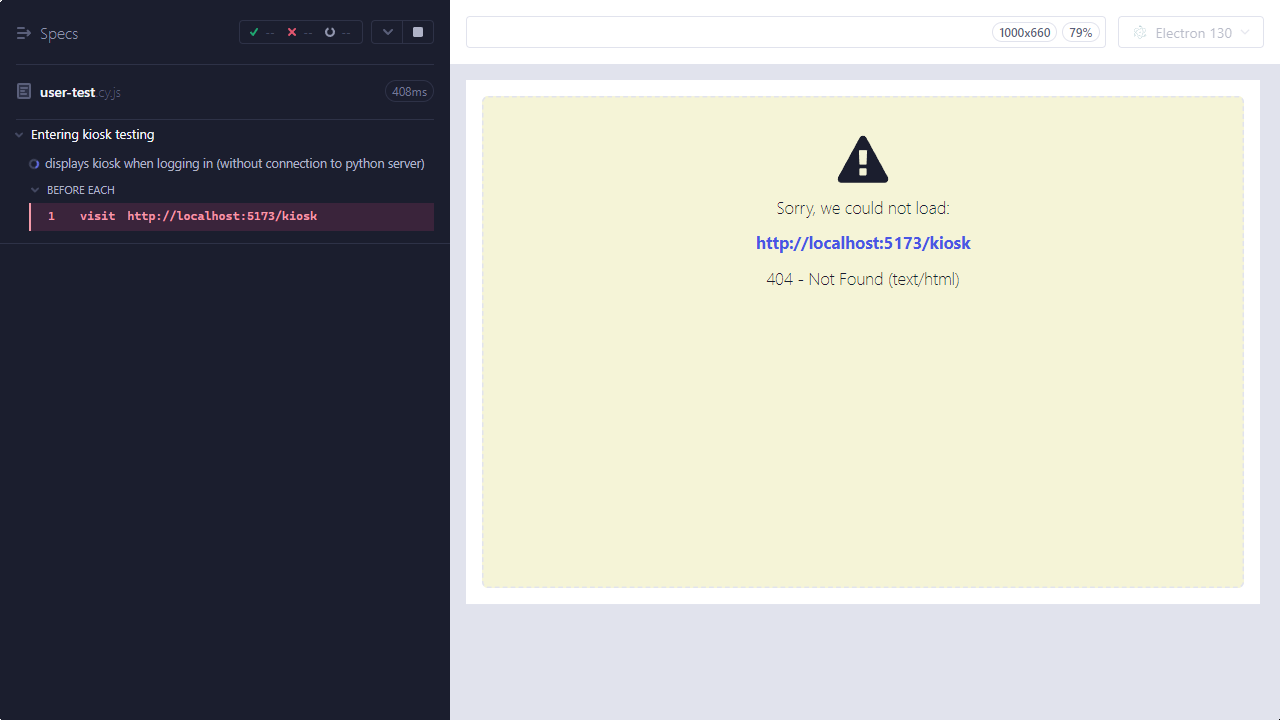 Specs
--
--
--
user-test.cy.js
408ms
Entering kiosk testing
displays kiosk when logging in (without connection to python server)
BEFORE EACH
1 visit http://localhost:5173/kiosk
1000x660
79%
Electron 130
Sorry, we could not load:
http://localhost:5173/kiosk
404 - Not Found (text/html)